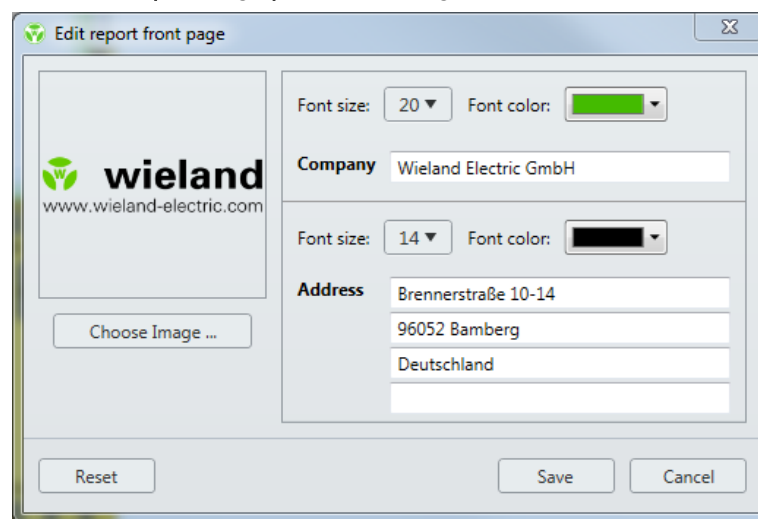 Edit report front page
wieland
www.wieland-electric.com
Choose Image ...
Font size: 20 Font color:
Company Wieland Electric GmbH
Font size: 14 Font color:
Address Brennerstraße 10-14
96052 Bamberg
Deutschland
Reset Save Cancel